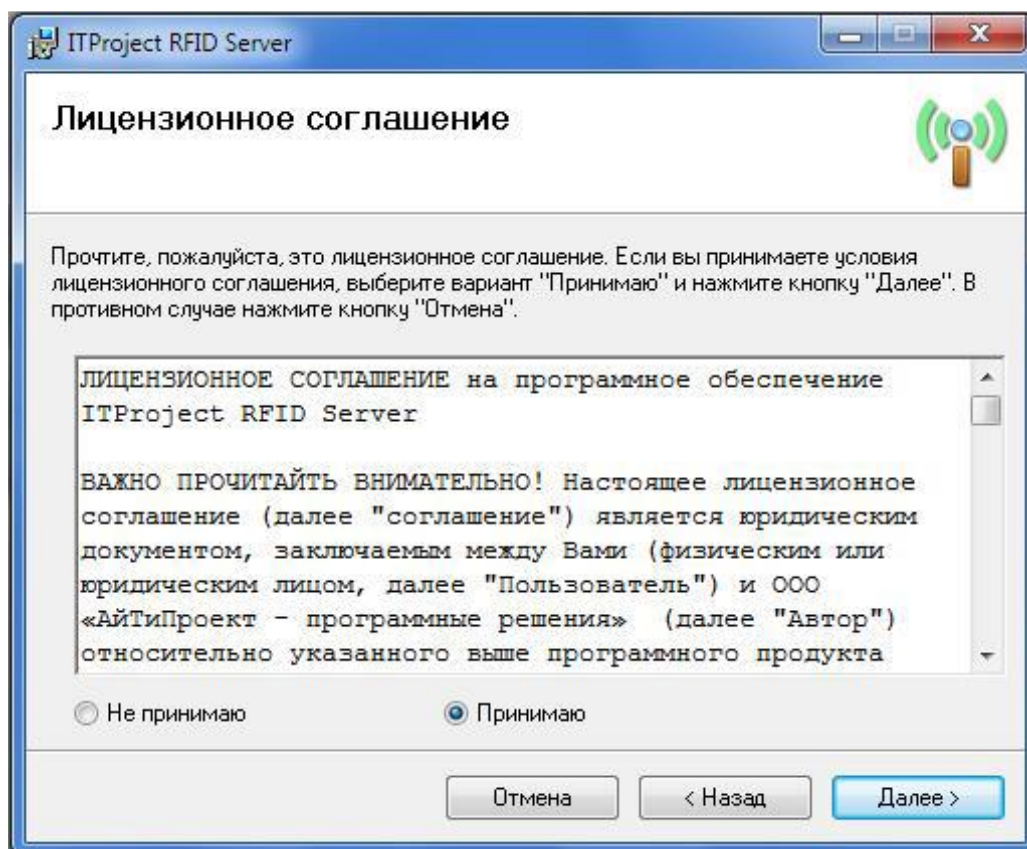 ITProject RFID Server
Лицензионное соглашение
Прочтите, пожалуйста, это лицензионное соглашение. Если вы принимаете условия
лицензионного соглашения, выберите вариант "Принимаю" и нажмите кнопку "Далее". В
противном случае нажмите кнопку "Отмена".
ЛИЦЕНЗИОННОЕ СОГЛАШЕНИЕ на программное обеспечение
ITProject RFID Server
ВАЖНО ПРОЧИТАЙТЬ ВНИМАТЕЛЬНО! Настоящее лицензионное
соглашение (далее "соглашение") является юридическим
документом, заключаемым между Вами (физическим или
юридическим лицом, далее "Пользователь") и ООО
«АйТиПроект - программные решения» (далее "Автор")
относительно указанного выше программного продукта
Не принимаю Принимаю
Отмена < Назад Далее >